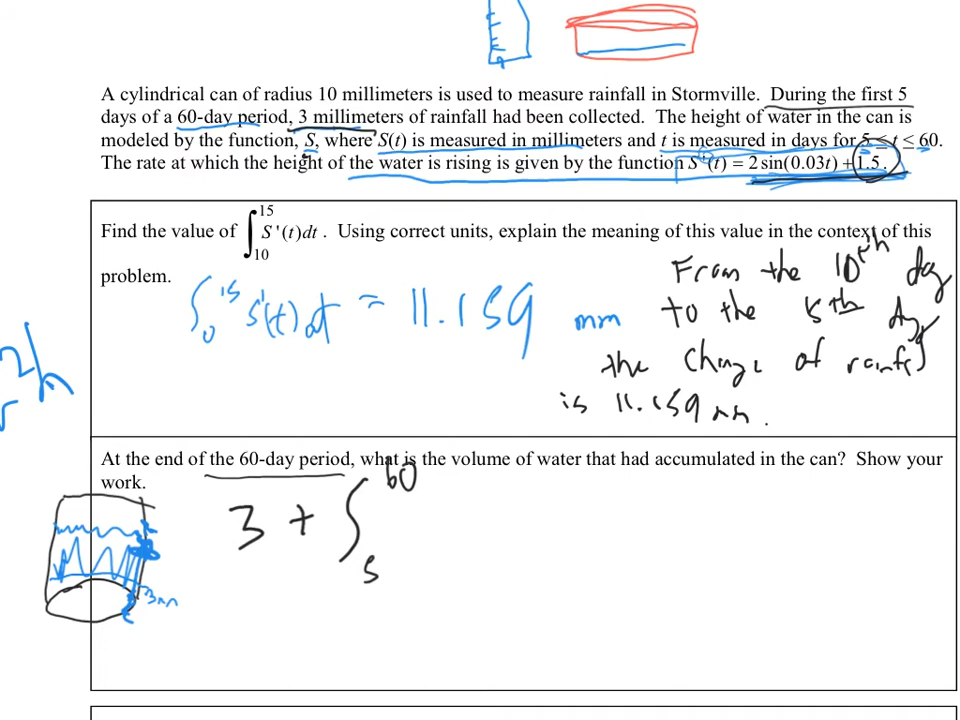 A cylindrical can of radius 10 millimeters is used to measure rainfall in Stormville. During the first 5
days of a 60-day period, 3 millimeters of rainfall had been collected. The height of water in the can is
modeled by the function, S, where S(t) is measured in millimeters and t is measured in days for 5 ≤ t ≤ 60.
The rate at which the height of the water is rising is given by the function S'(t) = 2 sin(0.03t) + 1.5.
Find the value of ∫₁₀¹⁵ S'(t)dt. Using correct units, explain the meaning of this value in the context of this
problem.
∫₀¹⁵ S'(t)dt = 11.159 mm
From the 10th day
to the 5th day
the change of rainfall
is 11.159 mm.
At the end of the 60-day period, what is the volume of water that had accumulated in the can? Show your
work.
3 + ∫₅⁶⁰
3mm